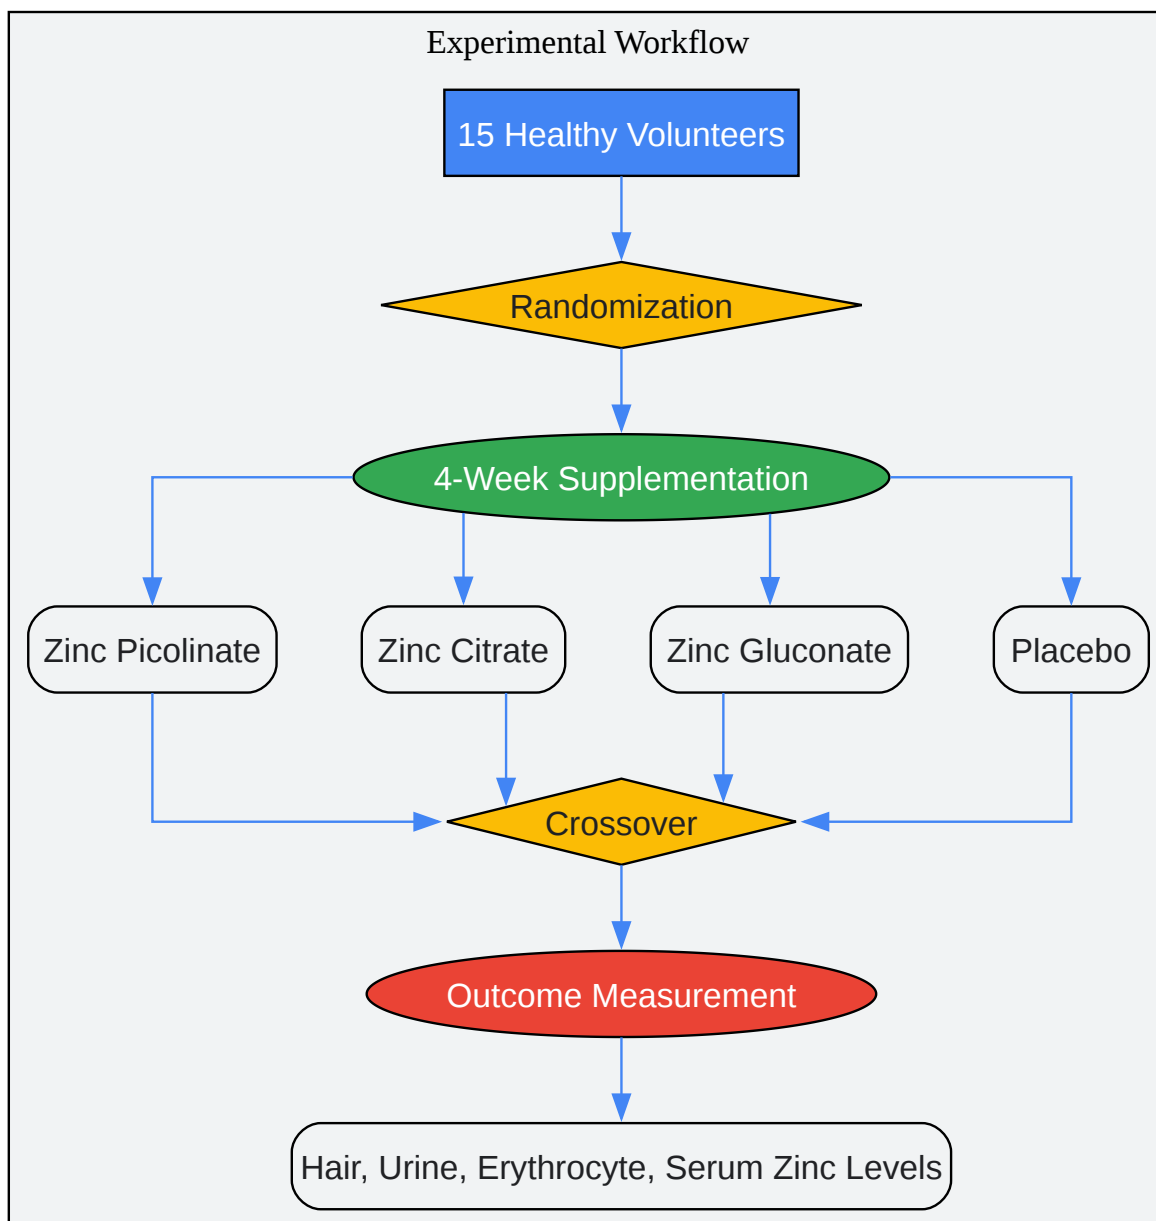 Experimental Workflow
15 Healthy Volunteers
Randomization
4-Week Supplementation
Zinc Picolinate
Zinc Citrate
Zinc Gluconate
Placebo
Crossover
Outcome Measurement
Hair, Urine, Erythrocyte, Serum Zinc Levels